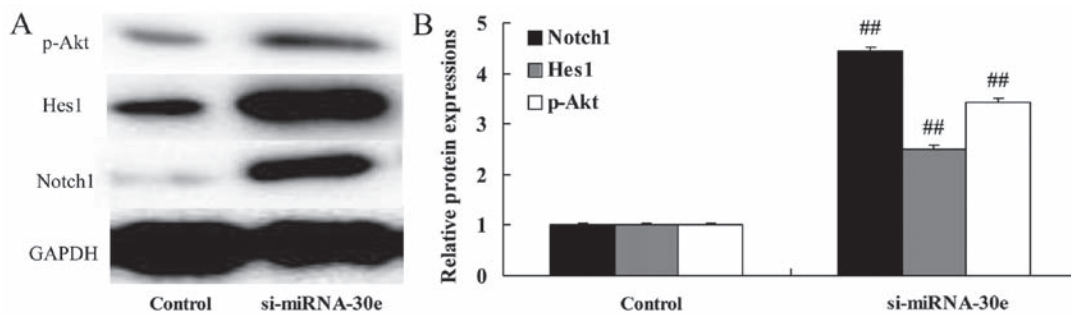 A
p-Akt
Hes1
Notch1
GAPDH
Control si-miRNA-30e
B
Relative protein expressions
5
4
3
2
1
0
Notch1
Hes1
p-Akt
##
##
##
Control si-miRNA-30e